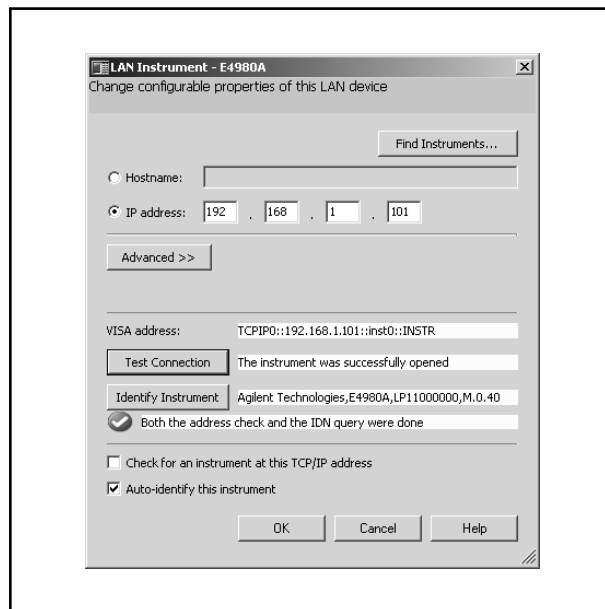 LAN Instrument - E4980A
Change configurable properties of this LAN device
Find Instruments...
Hostname:
IP address: 192 . 168 . 1 . 101
Advanced >>
VISA address: TCPIP0::192.168.1.101::inst0::INSTR
Test Connection The instrument was successfully opened
Identify Instrument Agilent Technologies,E4980A,LP11000000,M.0.40
Both the address check and the IDN query were done
Check for an instrument at this TCP/IP address
Auto-identify this instrument
OK Cancel Help